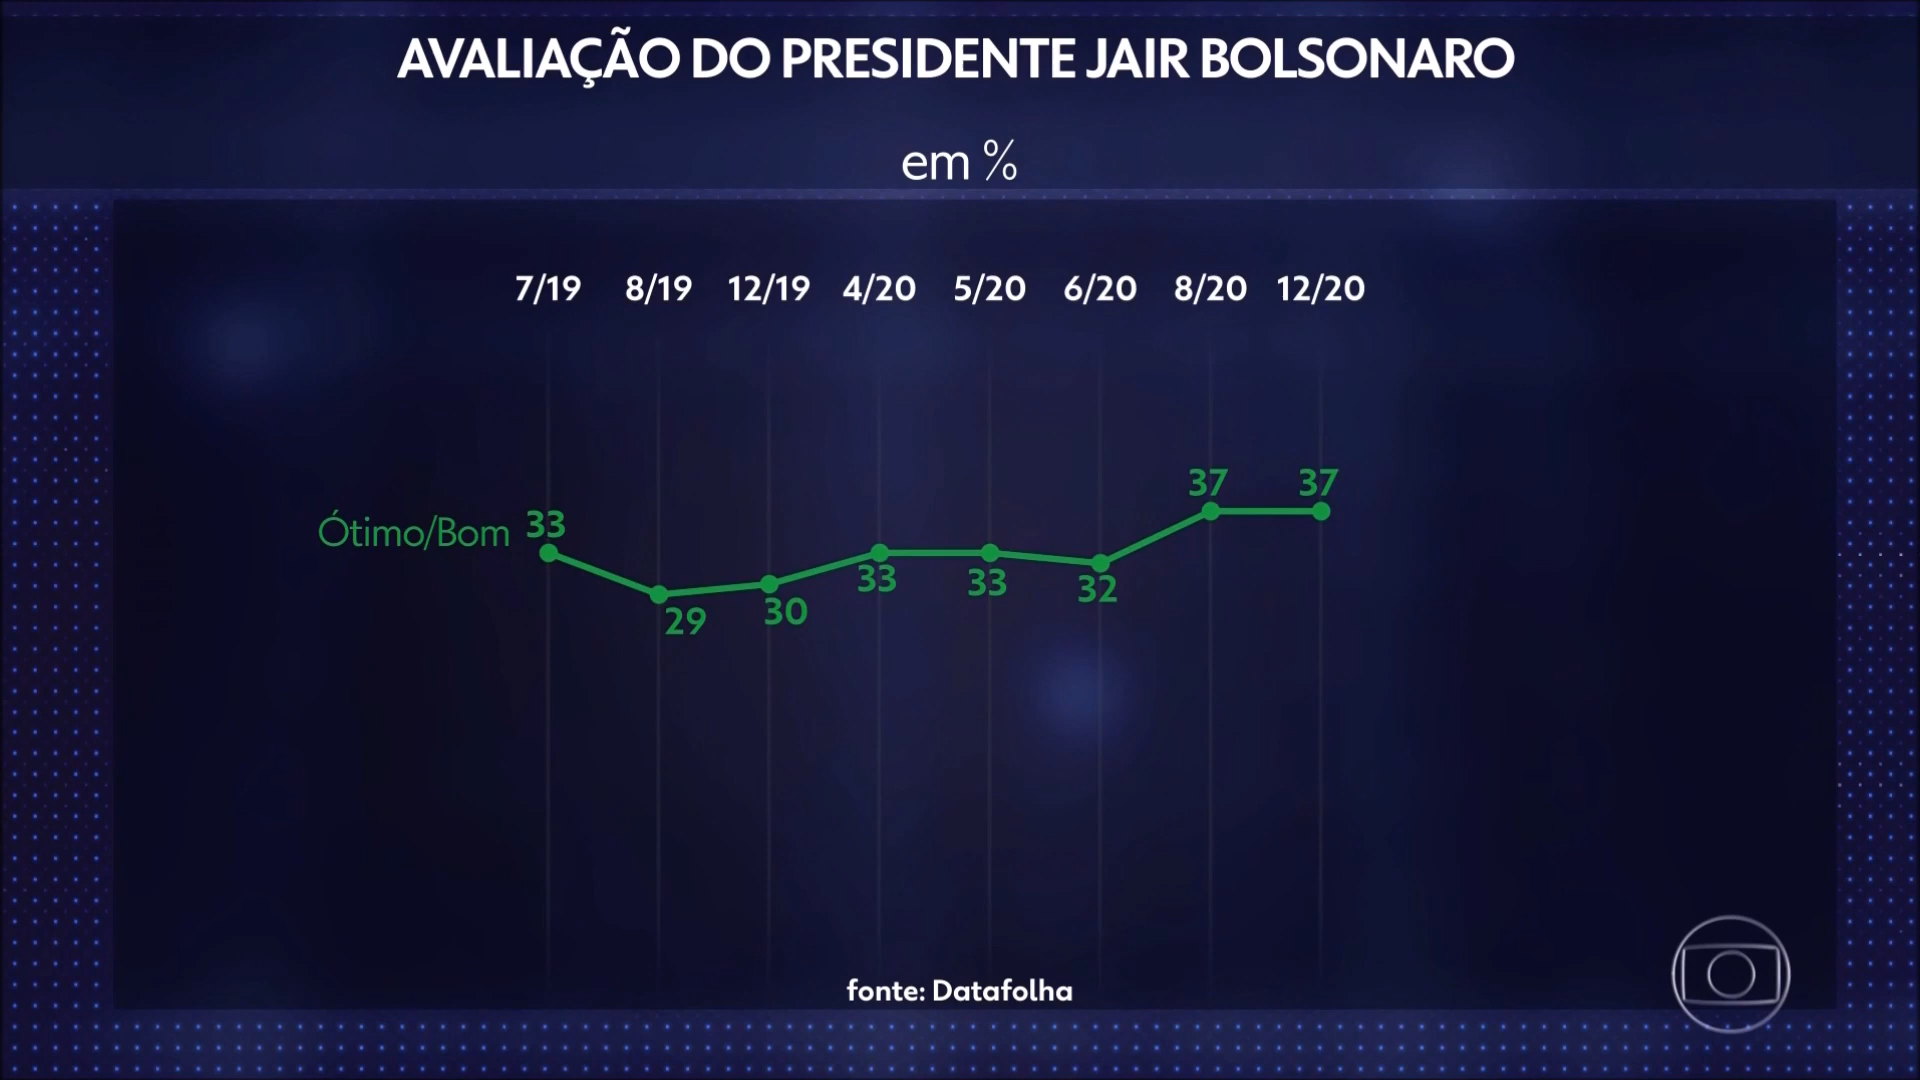 AVALIAÇÃO DO PRESIDENTE JAIR BOLSONARO
em %
7/19 8/19 12/19 4/20 5/20 6/20 8/20 12/20
Ótimo/Bom 33 29 30 33 33 32 37 37
fonte: Datafolha